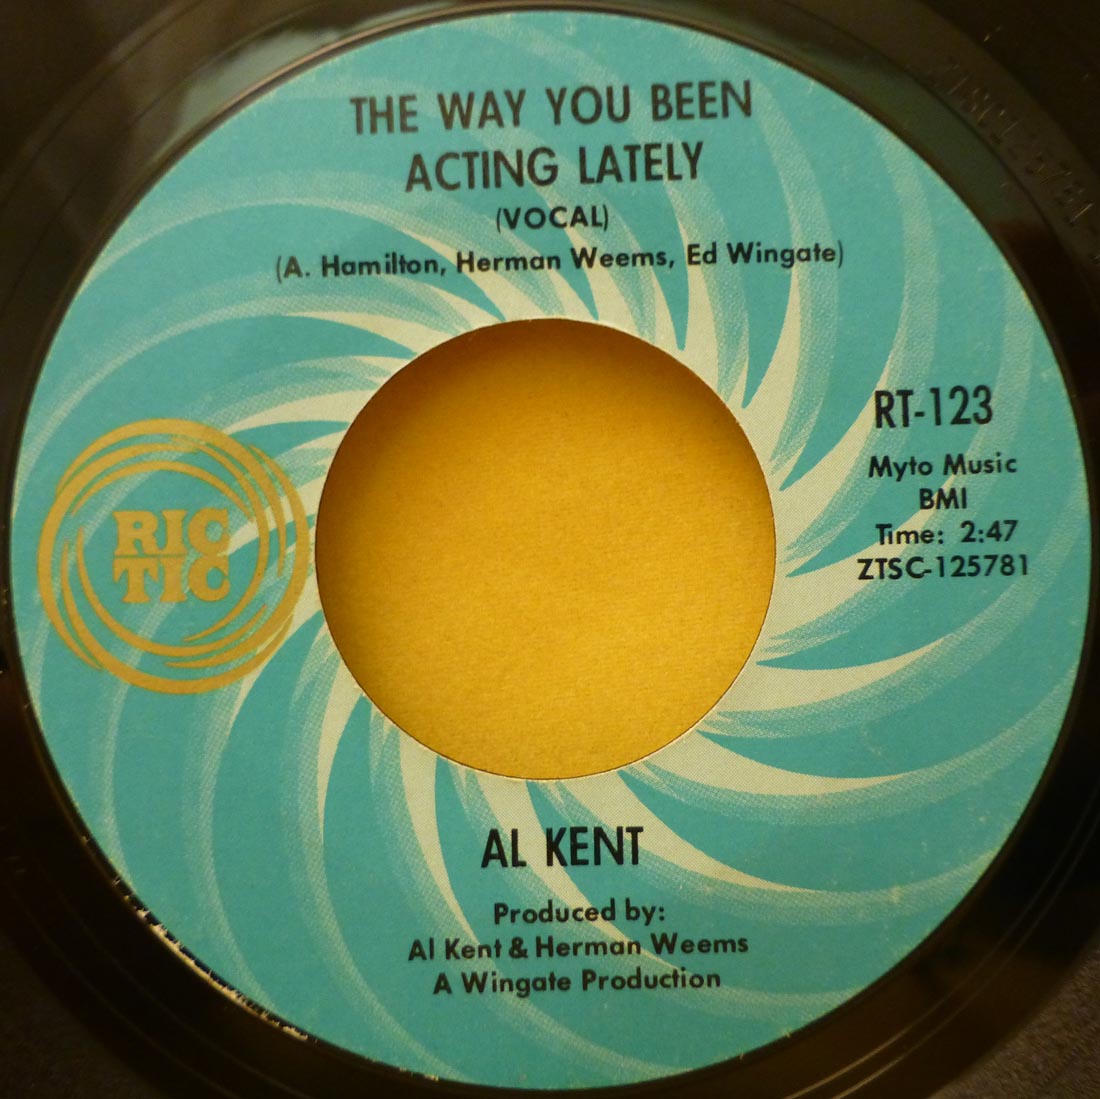 THE WAY YOU BEEN
ACTING LATELY
(VOCAL)
(A. Hamilton, Herman Weems, Ed Wingate)
RT-123
Myto Music
BMI
Time: 2:47
ZTSC-125781
RIC
TIC
AL KENT
Produced by:
Al Kent & Herman Weems
A Wingate Production